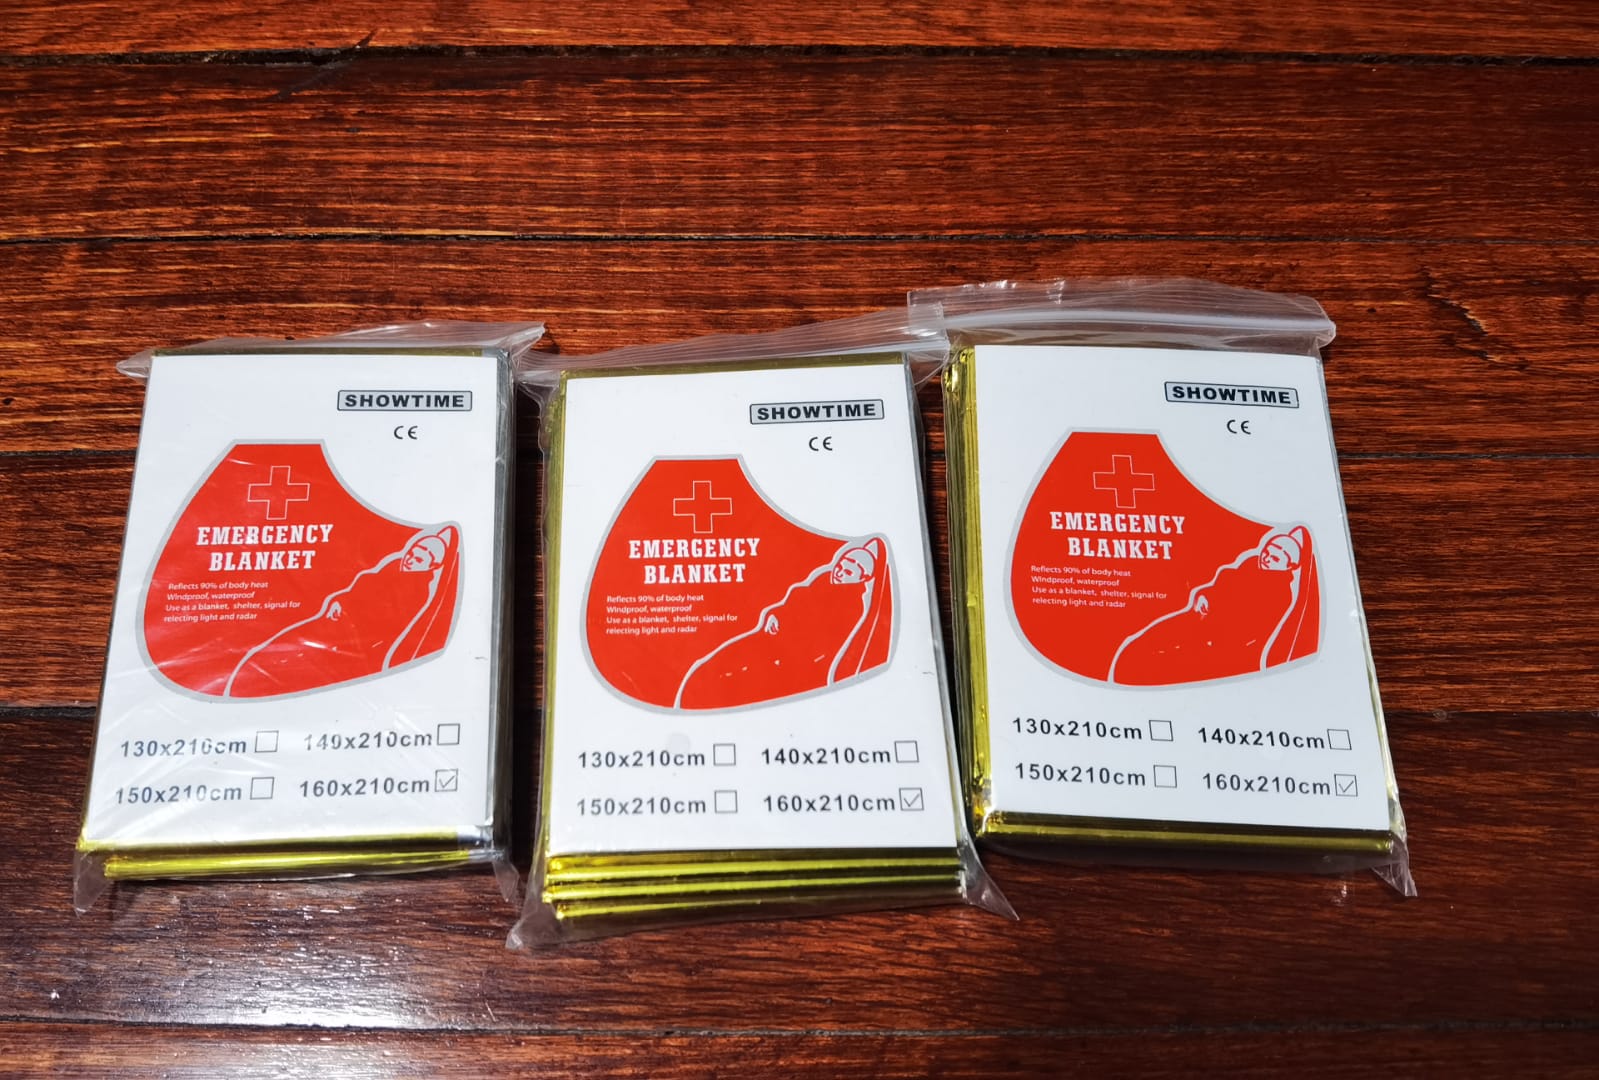 SHOWTIME
CE
EMERGENCY
BLANKET
Reflects 90% of body heat
Windproof, waterproof
Use as a blanket, shelter, signal for
relecting light and radar
130x210cm
140x210cm
150x210cm
160x210cm
SHOWTIME
CE
EMERGENCY
BLANKET
Reflects 90% of body heat
Windproof, waterproof
Use as a blanket, shelter, signal for
relecting light and radar
130x210cm
140x210cm
150x210cm
160x210cm
SHOWTIME
CE
EMERGENCY
BLANKET
Reflects 90% of body heat
Windproof, waterproof
Use as a blanket, shelter, signal for
relecting light and radar
130x210cm
140x210cm
150x210cm
160x210cm